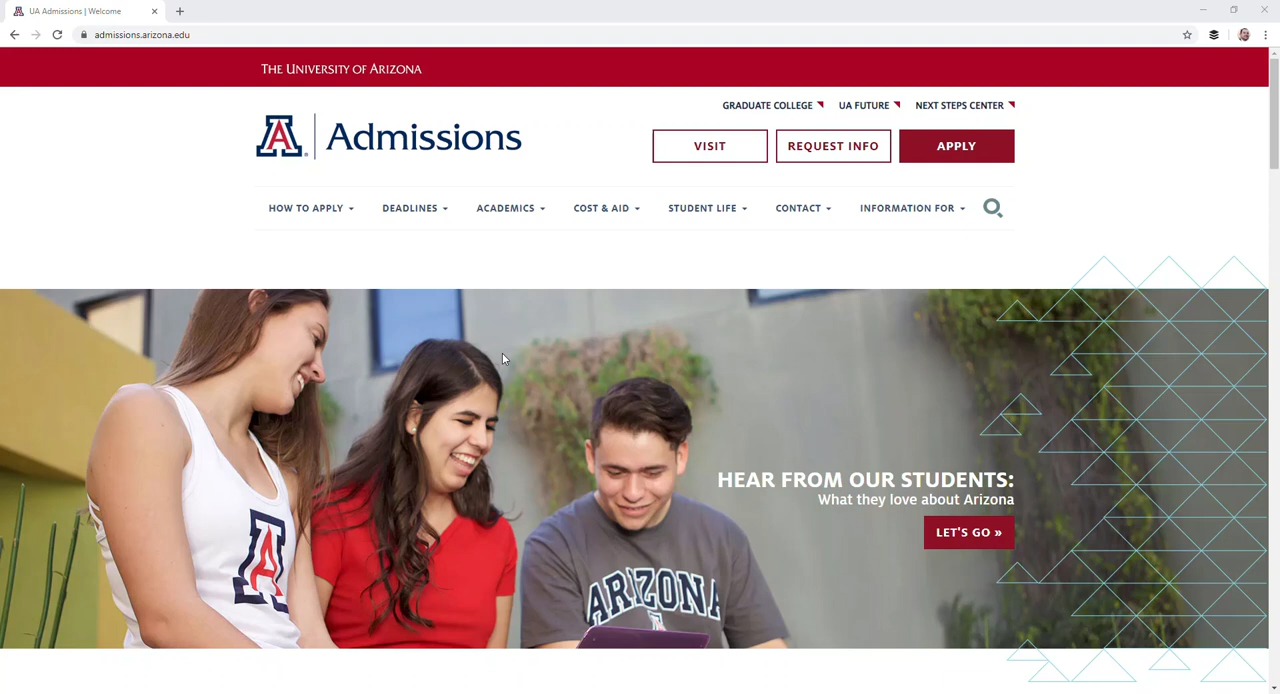 UA Admissions | Welcome
admissions.arizona.edu
THE UNIVERSITY OF ARIZONA
GRADUATE COLLEGE
UA FUTURE
NEXT STEPS CENTER
A Admissions
VISIT
REQUEST INFO
APPLY
HOW TO APPLY
DEADLINES
ACADEMICS
COST & AID
STUDENT LIFE
CONTACT
INFORMATION FOR
HEAR FROM OUR STUDENTS:
What they love about Arizona
LET'S GO »
A
ARIZONA
A